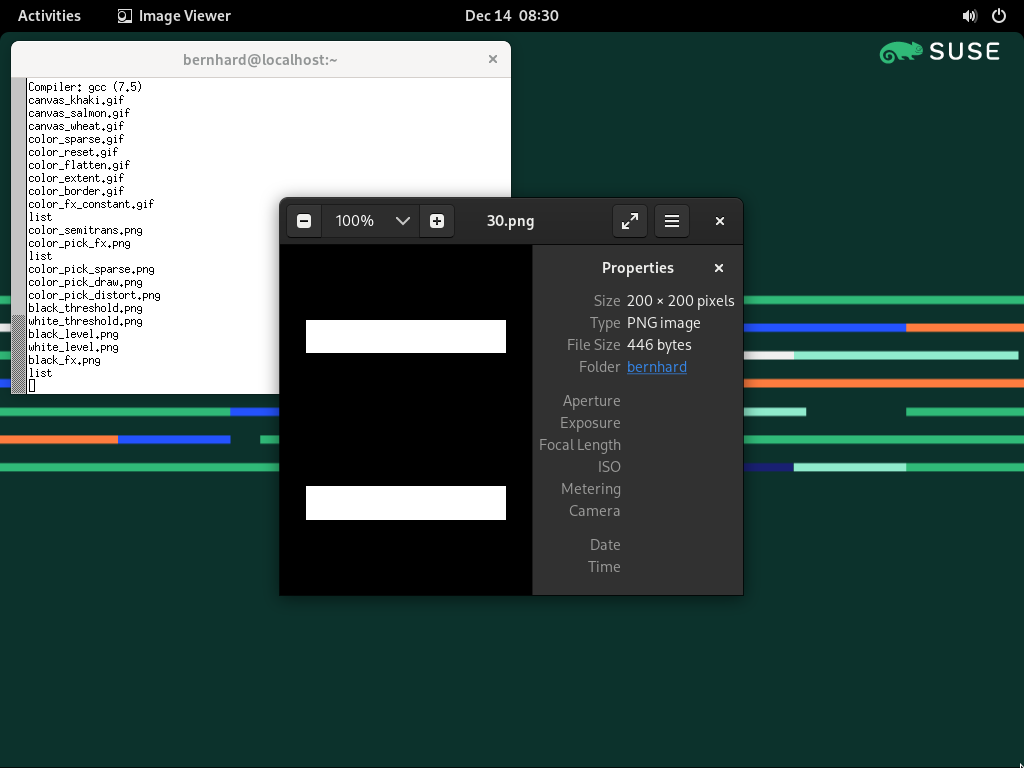 Activities
Image Viewer
Dec 14 08:30
SUSE
bernhard@localhost:~
Compiler: gcc (7.5)
canvas_khaki.gif
canvas_salmon.gif
canvas_wheat.gif
color_sparse.gif
color_reset.gif
color_flatten.gif
color_extent.gif
color_border.gif
color_fx_constant.gif
list
color_semitrans.png
color_pick_fx.png
list
color_pick_sparse.png
color_pick_draw.png
color_pick_distort.png
black_threshold.png
white_threshold.png
black_level.png
white_level.png
black_fx.png
list
100%
30.png
Properties
Size 200 × 200 pixels
Type PNG image
File Size 446 bytes
Folder bernhard
Aperture
Exposure
Focal Length
ISO
Metering
Camera
Date
Time